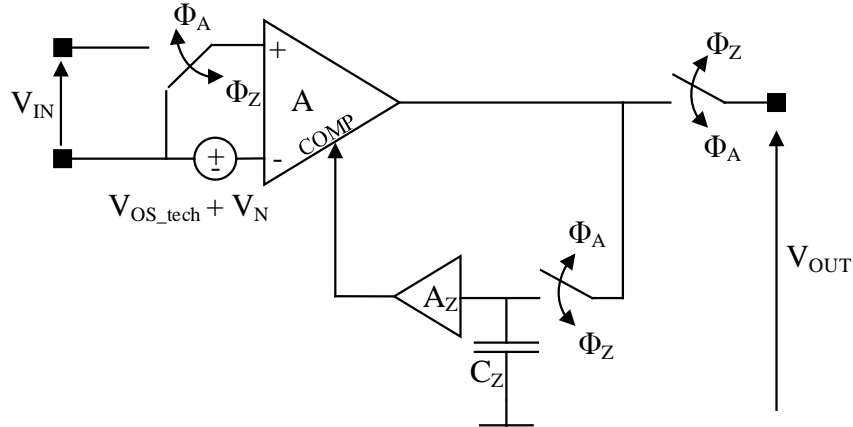 Φ_A
Φ_Z
V_IN
+
A
COMP
-
+
-
V_OS_tech + V_N
Φ_Z
Φ_A
V_OUT
Φ_A
Φ_Z
A_Z
C_Z